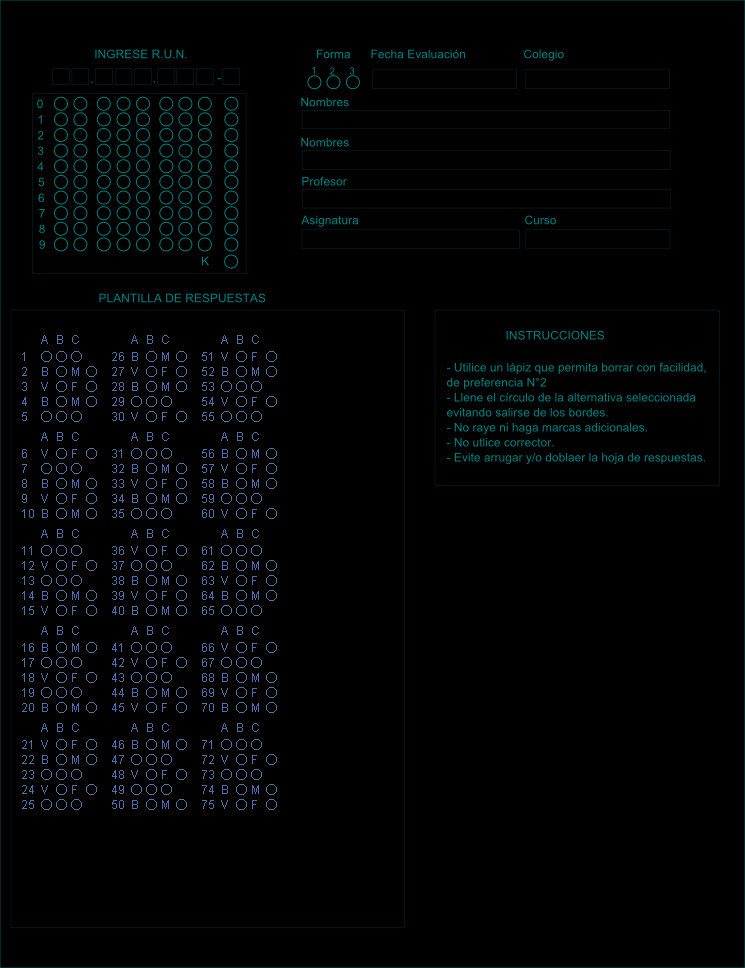 INGRESE R.U.N.
Forma Fecha Evaluación Colegio
1 2 3
. . -
Nombres
Nombres
Profesor
Asignatura Curso
0
1
2
3
4
5
6
7
8
9
K
PLANTILLA DE RESPUESTAS
A B C
1
2 B M
3 V F
4 B M
5
A B C
6 V F
7
8 B M
9 V F
10 B M
A B C
11
12 V F
13
14 B M
15 V F
A B C
16 B M
17
18 V F
19
20 B M
A B C
21 V F
22 B M
23
24 V F
25
A B C
26 B M
27 V F
28 B M
29
30 V F
A B C
31
32 B M
33 V F
34 B M
35
A B C
36 V F
37
38 B M
39 V F
40 B M
A B C
41
42 V F
43
44 B M
45 V F
A B C
46 B M
47
48 V F
49
50 B M
A B C
51 V F
52 B M
53
54 V F
55
A B C
56 B M
57 V F
58 B M
59
60 V F
A B C
61
62 B M
63 V F
64 B M
65
A B C
66 V F
67
68 B M
69 V F
70 B M
A B C
71
72 V F
73
74 B M
75 V F
INSTRUCCIONES
- Utilice un lápiz que permita borrar con facilidad,
de preferencia N°2
- Llene el círculo de la alternativa seleccionada
evitando salirse de los bordes.
- No raye ni haga marcas adicionales.
- No utlice corrector.
- Evite arrugar y/o doblaer la hoja de respuestas.